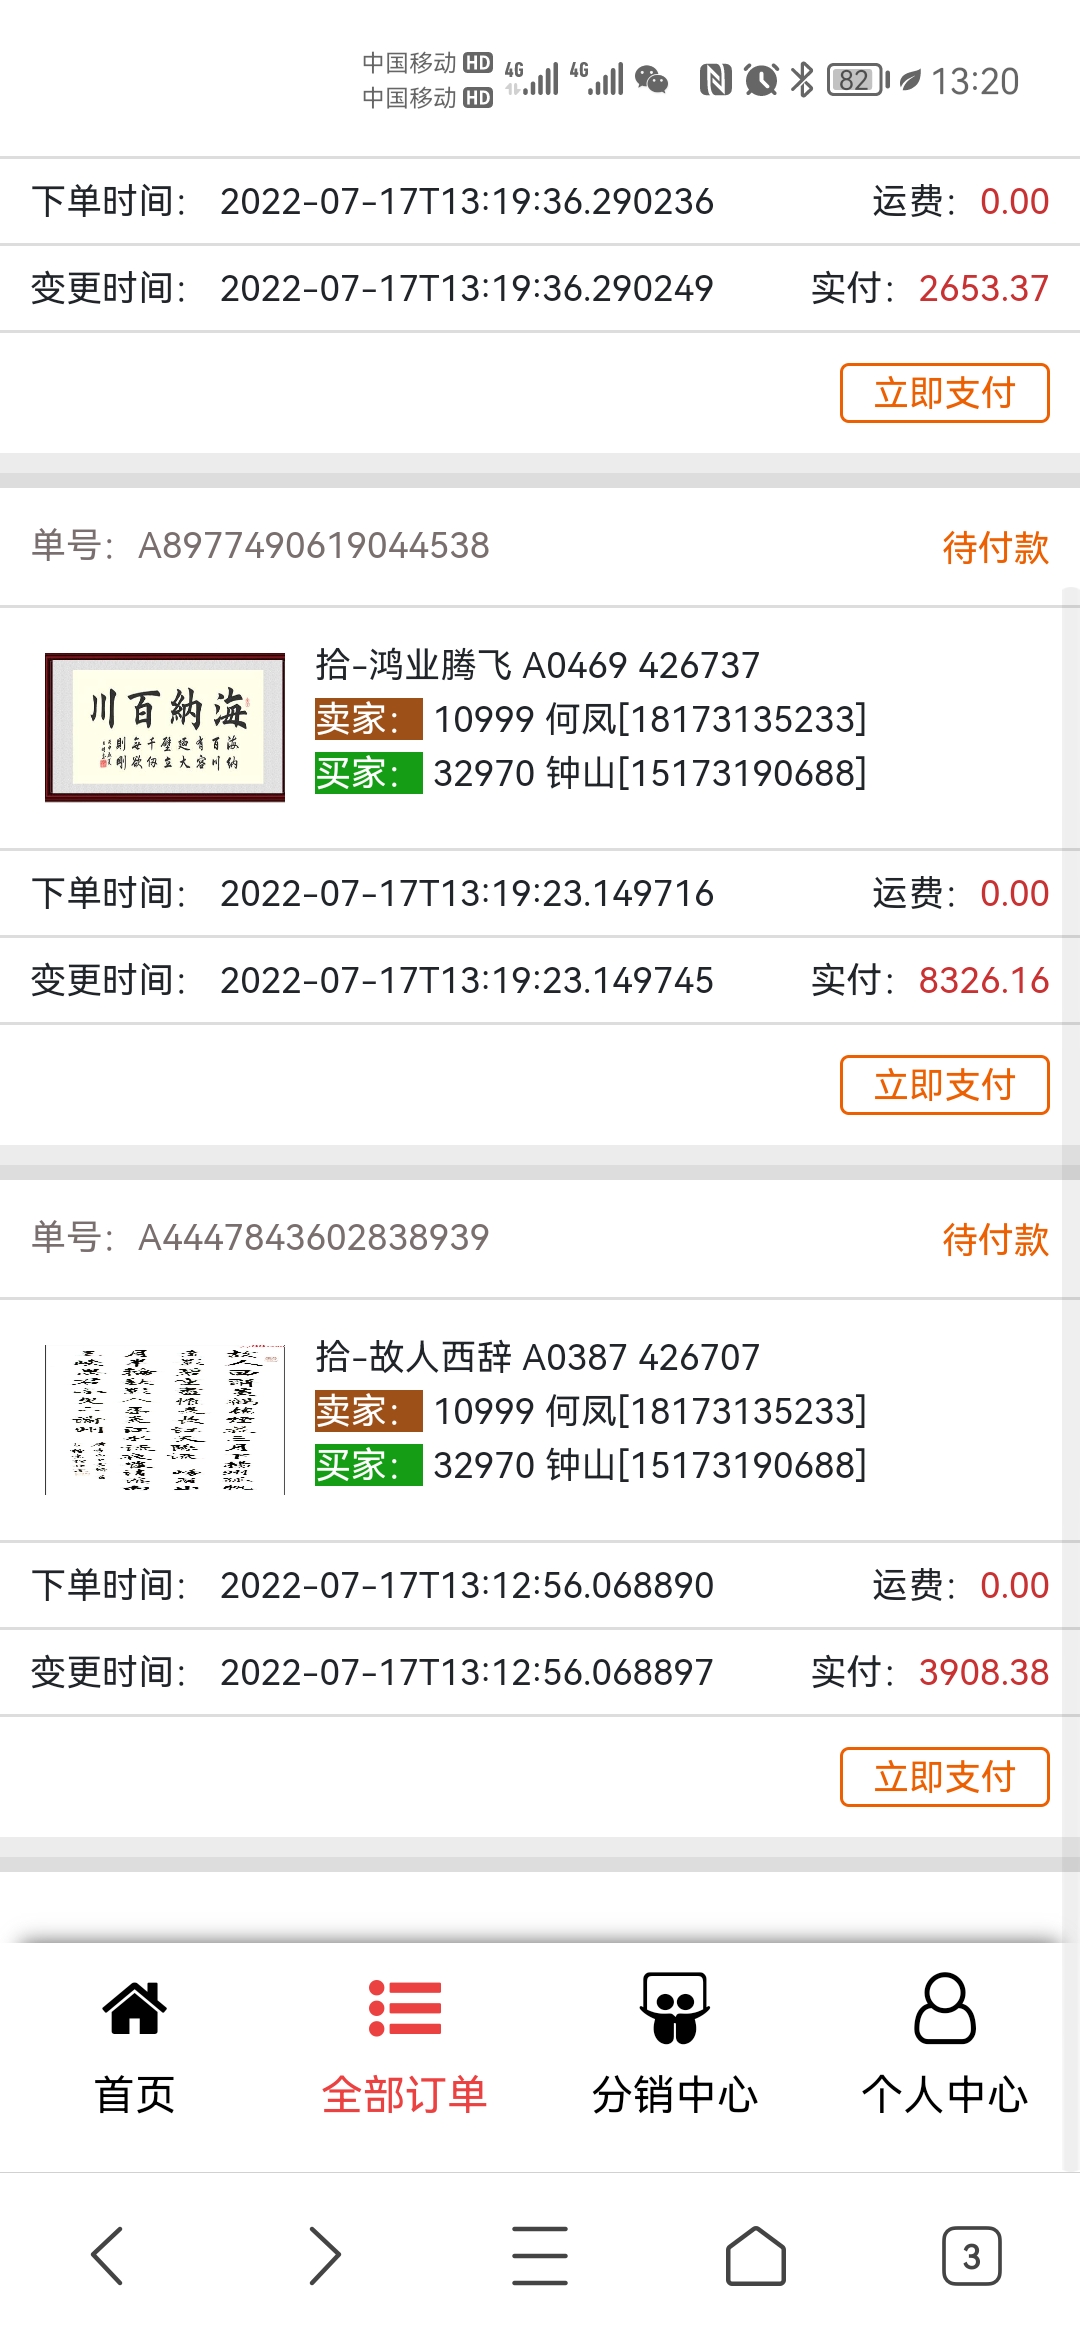 中国移动 HD 4G 4G 82 13:20
中国移动 HD
下单时间： 2022-07-17T13:19:36.290236 运费： 0.00
变更时间： 2022-07-17T13:19:36.290249 实付： 2653.37
立即支付
单号： A8977490619044538 待付款
川百納海
拾-鸿业腾飞 A0469 426737
卖家： 10999 何凤[18173135233]
买家： 32970 钟山[15173190688]
下单时间： 2022-07-17T13:19:23.149716 运费： 0.00
变更时间： 2022-07-17T13:19:23.149745 实付： 8326.16
立即支付
单号： A4447843602838939 待付款
拾-故人西辞 A0387 426707
卖家： 10999 何凤[18173135233]
买家： 32970 钟山[15173190688]
下单时间： 2022-07-17T13:12:56.068890 运费： 0.00
变更时间： 2022-07-17T13:12:56.068897 实付： 3908.38
立即支付
首页 全部订单 分销中心 个人中心
3